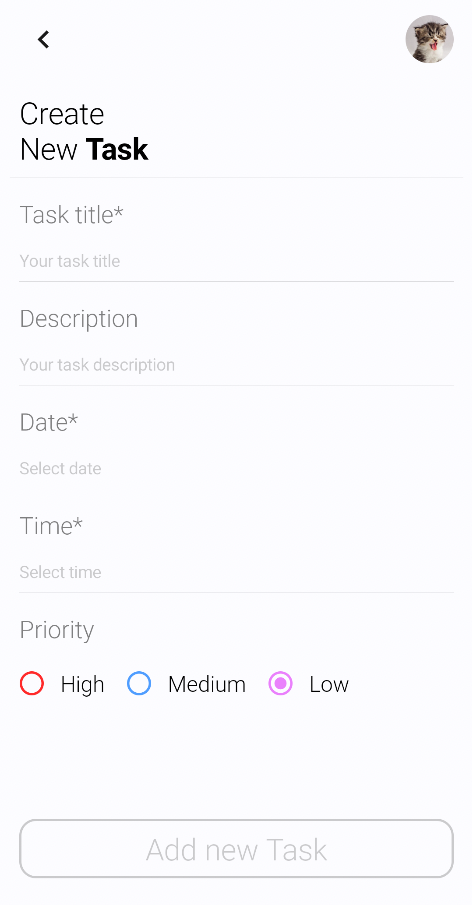 Create
New Task
Task title*
Your task title
Description
Your task description
Date*
Select date
Time*
Select time
Priority
High Medium Low
Add new Task